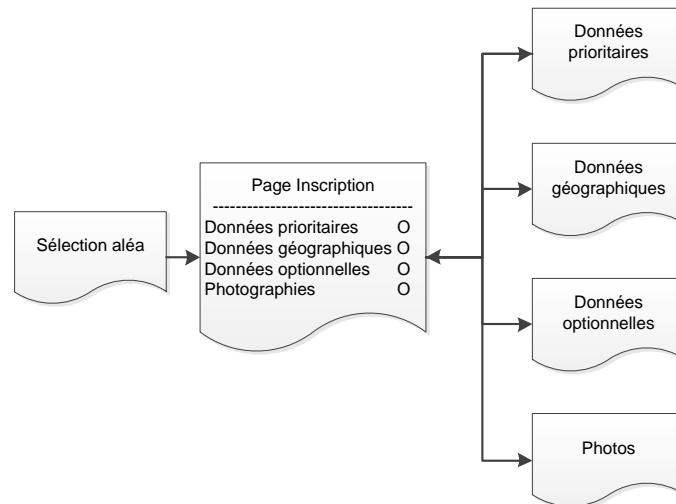 Sélection aléa
Page Inscription
------------------------------------
Données prioritaires O
Données géographiques O
Données optionnelles O
Photographies O
Données
prioritaires
Données
géographiques
Données
optionnelles
Photos